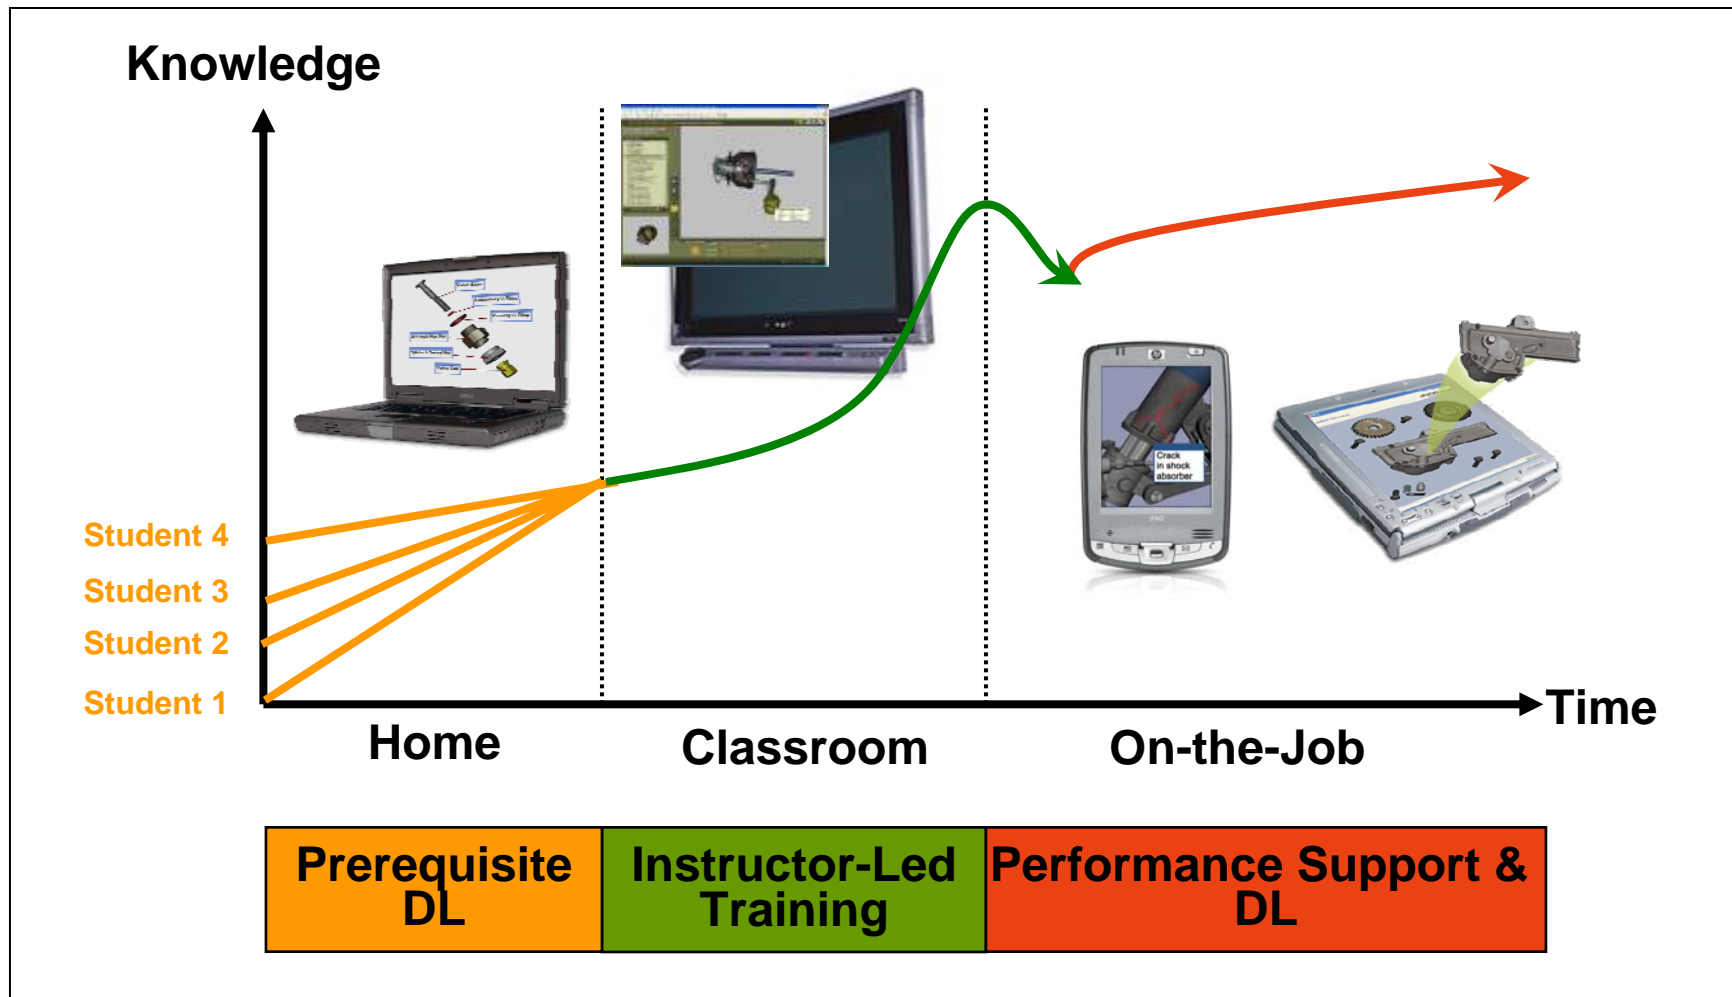 Knowledge
Student 4
Student 3
Student 2
Student 1
Crack
in shock
absorber
Time
Home
Classroom
On-the-Job
Prerequisite
DL
Instructor-Led
Training
Performance Support &
DL